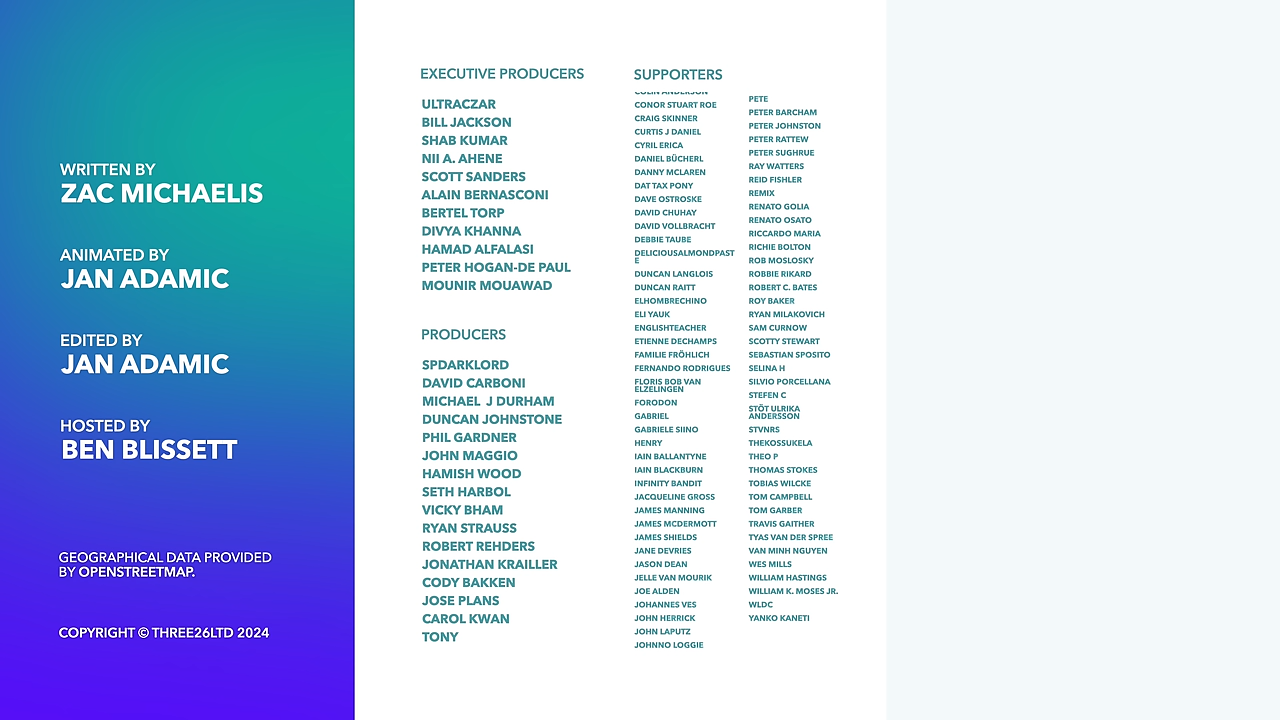 WRITTEN BY
ZAC MICHAELIS
ANIMATED BY
JAN ADAMIC
EDITED BY
JAN ADAMIC
HOSTED BY
BEN BLISSETT
GEOGRAPHICAL DATA PROVIDED
BY OPENSTREETMAP.
COPYRIGHT © THREE26LTD 2024
EXECUTIVE PRODUCERS
ULTRACZAR
BILL JACKSON
SHAB KUMAR
NII A. AHENE
SCOTT SANDERS
ALAIN BERNASCONI
BERTEL TORP
DIVYA KHANNA
HAMAD ALFALASI
PETER HOGAN-DE PAUL
MOUNIR MOUAWAD
PRODUCERS
SPDARKLORD
DAVID CARBONI
MICHAEL  J DURHAM
DUNCAN JOHNSTONE
PHIL GARDNER
JOHN MAGGIO
HAMISH WOOD
SETH HARBOL
VICKY BHAM
RYAN STRAUSS
ROBERT REHDERS
JONATHAN KRAILLER
CODY BAKKEN
JOSE PLANS
CAROL KWAN
TONY
SUPPORTERS
COLIN ANDERSON
CONOR STUART ROE
CRAIG SKINNER
CURTIS J DANIEL
CYRIL ERICA
DANIEL BÜCHERL
DANNY MCLAREN
DAT TAX PONY
DAVE OSTROSKE
DAVID CHUHAY
DAVID VOLLBRACHT
DEBBIE TAUBE
DELICIOUSALMONDPAST
E
DUNCAN LANGLOIS
DUNCAN RAITT
ELHOMBRECHINO
ELI YAUK
ENGLISHTEACHER
ETIENNE DECHAMPS
FAMILIE FRÖHLICH
FERNANDO RODRIGUES
FLORIS BOB VAN
ELZELINGEN
FORODON
GABRIEL
GABRIELE SIINO
HENRY
IAIN BALLANTYNE
IAIN BLACKBURN
INFINITY BANDIT
JACQUELINE GROSS
JAMES MANNING
JAMES MCDERMOTT
JAMES SHIELDS
JANE DEVRIES
JASON DEAN
JELLE VAN MOURIK
JOE ALDEN
JOHANNES VES
JOHN HERRICK
JOHN LAPUTZ
JOHNNO LOGGIE
PETE
PETER BARCHAM
PETER JOHNSTON
PETER RATTEW
PETER SUGHRUE
RAY WATTERS
REID FISHLER
REMIX
RENATO GOLIA
RENATO OSATO
RICCARDO MARIA
RICHIE BOLTON
ROB MOSLOSKY
ROBBIE RIKARD
ROBERT C. BATES
ROY BAKER
RYAN MILAKOVICH
SAM CURNOW
SCOTTY STEWART
SEBASTIAN SPOSITO
SELINA H
SILVIO PORCELLANA
STEFEN C
STÖT ULRIKA
ANDERSSON
STVNRS
THEKOSSUKELA
THEO P
THOMAS STOKES
TOBIAS WILCKE
TOM CAMPBELL
TOM GARBER
TRAVIS GAITHER
TYAS VAN DER SPREE
VAN MINH NGUYEN
WES MILLS
WILLIAM HASTINGS
WILLIAM K. MOSES JR.
WLDC
YANKO KANETI